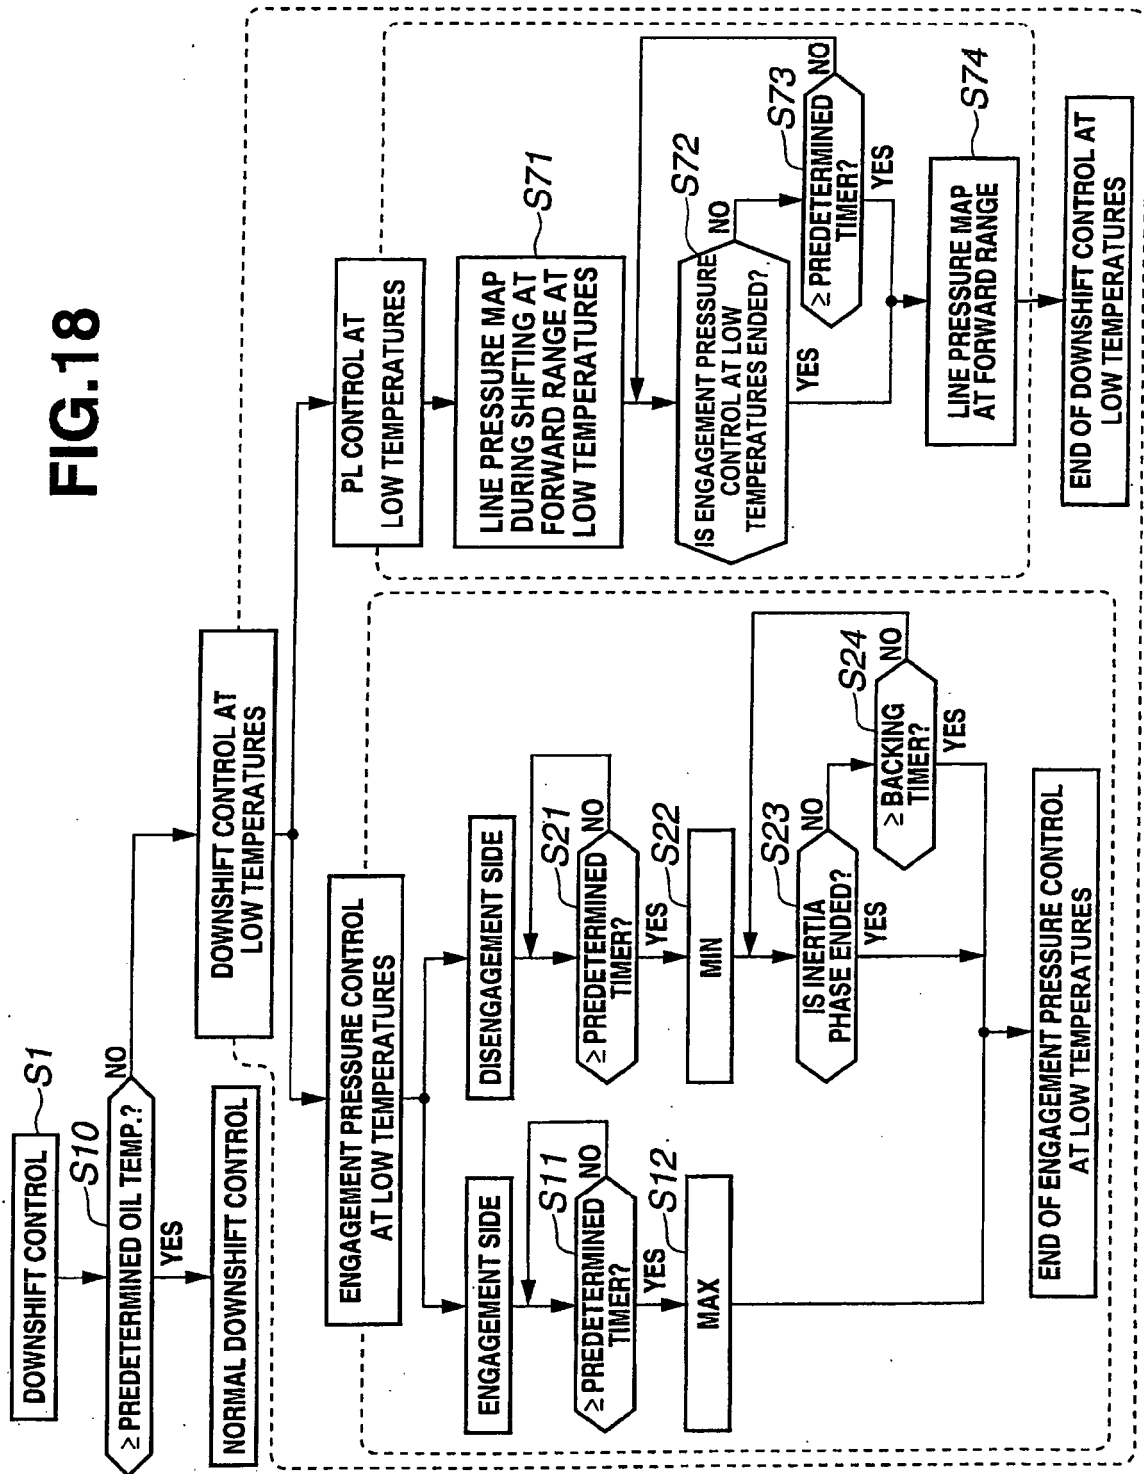 FIG.18
DOWNSHIFT CONTROL
S1
S10
≥ PREDETERMINED OIL TEMP.?
NO
YES
NORMAL DOWNSHIFT CONTROL
DOWNSHIFT CONTROL AT
LOW TEMPERATURES
ENGAGEMENT PRESSURE CONTROL
AT LOW TEMPERATURES
ENGAGEMENT SIDE
S11
≥ PREDETERMINED
TIMER?
NO
YES
S12
MAX
DISENGAGEMENT SIDE
S21
≥ PREDETERMINED
TIMER?
NO
YES
S22
MIN
S23
IS INERTIA
PHASE ENDED?
NO
YES
S24
≥ BACKING
TIMER?
NO
YES
END OF ENGAGEMENT PRESSURE CONTROL
AT LOW TEMPERATURES
PL CONTROL AT
LOW TEMPERATURES
S71
LINE PRESSURE MAP
DURING SHIFTING AT
FORWARD RANGE AT
LOW TEMPERATURES
S72
IS ENGAGEMENT PRESSURE
CONTROL AT LOW
TEMPERATURES ENDED?
NO
YES
S73
≥ PREDETERMINED
TIMER?
NO
YES
S74
LINE PRESSURE MAP
AT FORWARD RANGE
END OF DOWNSHIFT CONTROL AT
LOW TEMPERATURES